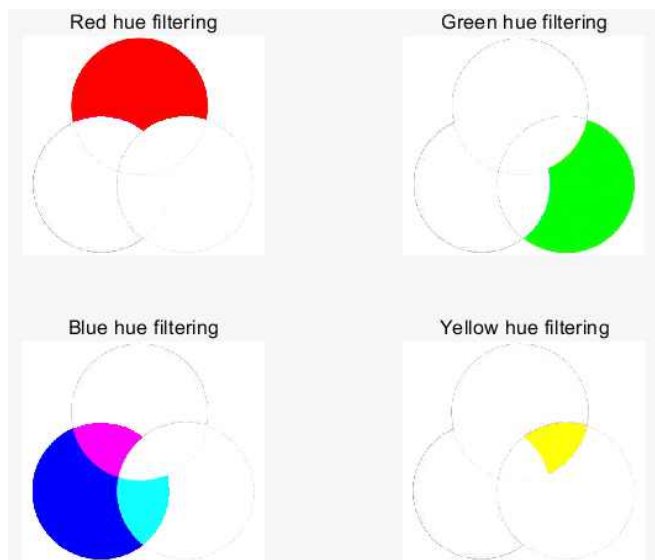 Red hue filtering
Green hue filtering
Blue hue filtering
Yellow hue filtering